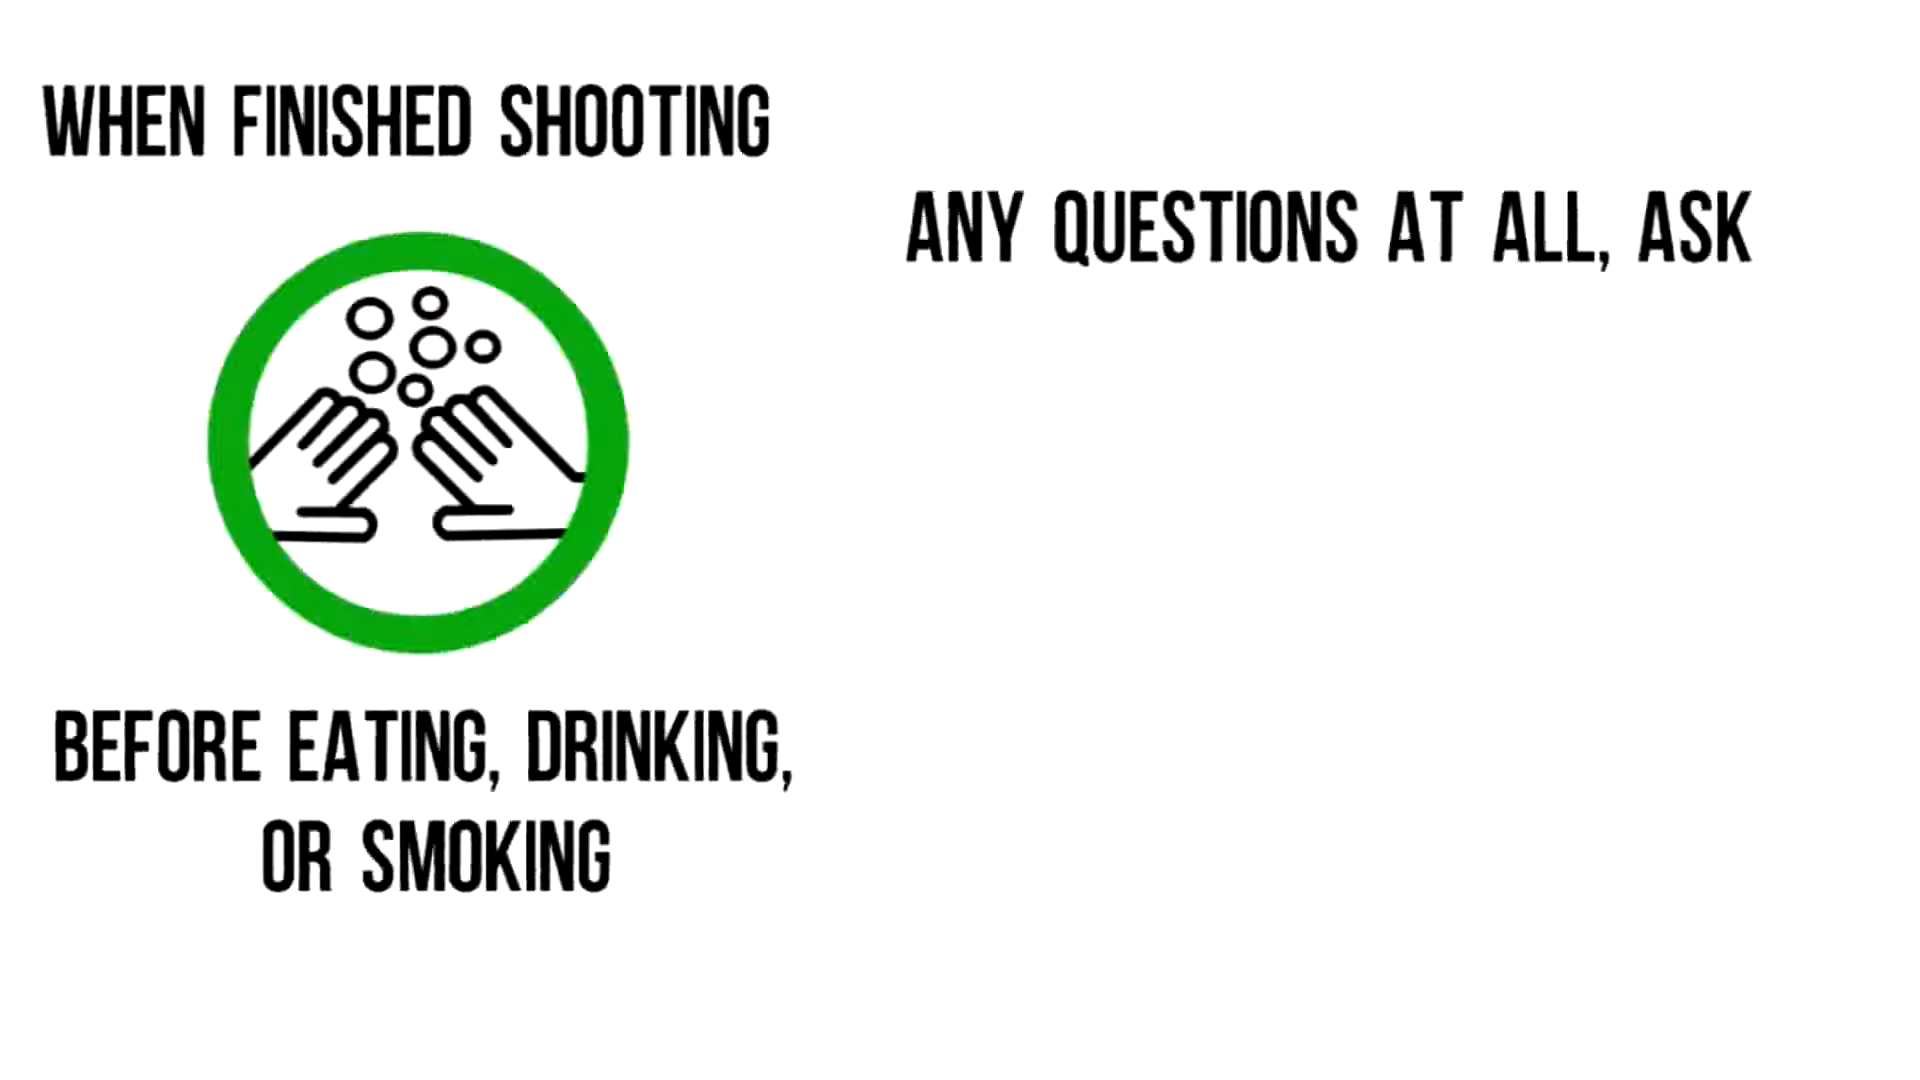 WHEN FINISHED SHOOTING
BEFORE EATING, DRINKING,
OR SMOKING
ANY QUESTIONS AT ALL, ASK